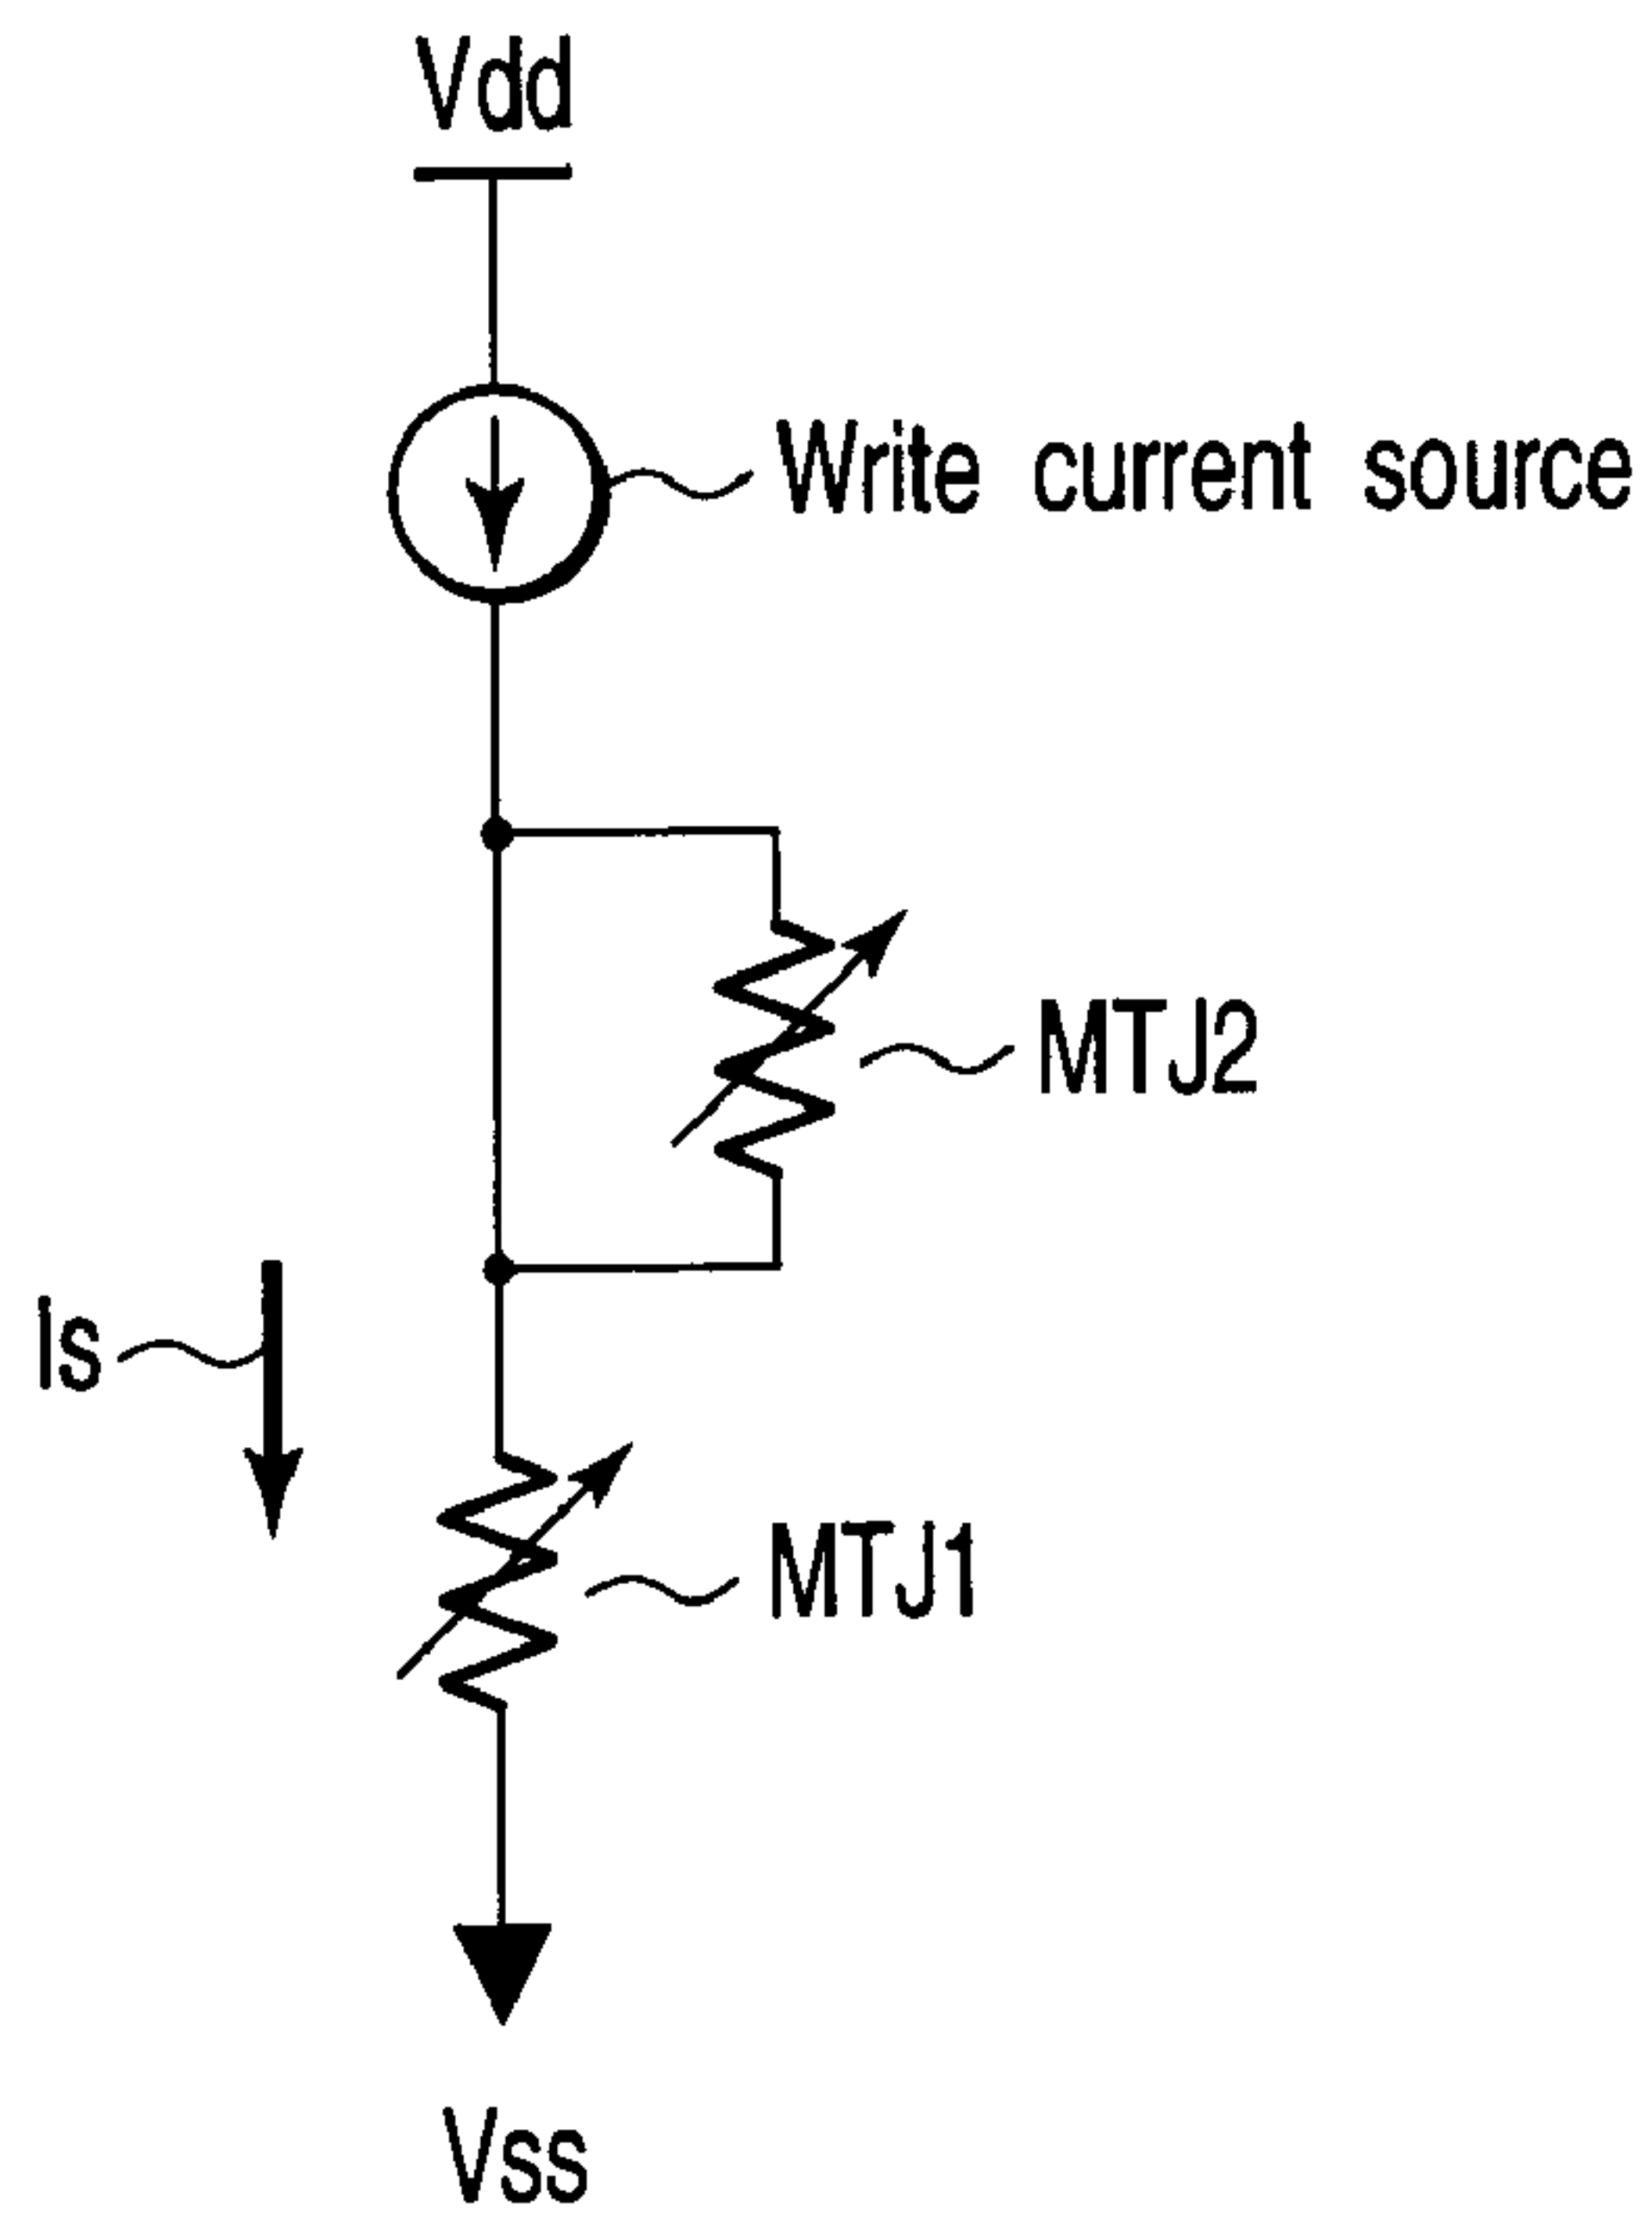 Vdd
Write current source
MTJ2
Is
MTJ1
Vss